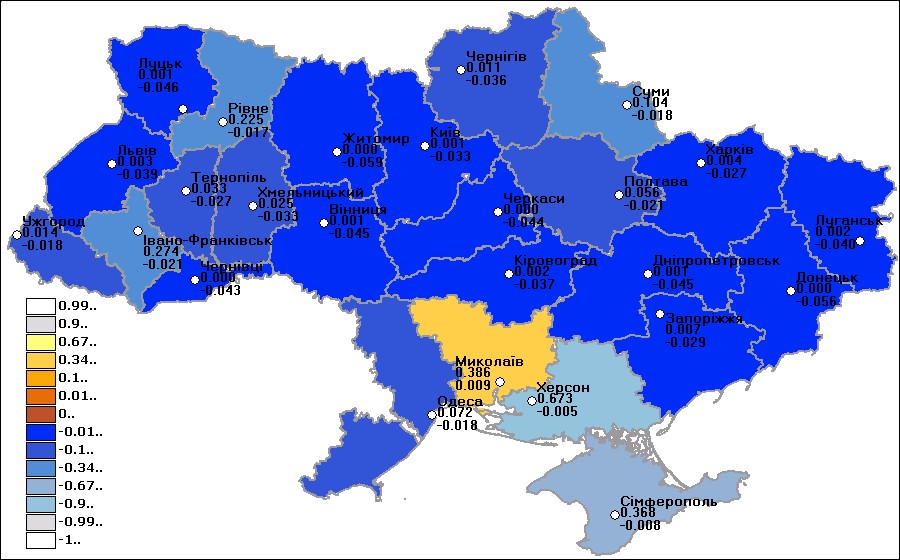 Чернігів
0.011
-0.036
Луцьк
0.001
-0.046
Суми
0.104
-0.018
Рівне
0.225
-0.017
Житомир
0.000
-0.059
Київ
0.001
-0.033
Харків
0.004
-0.027
Львів
0.003
-0.039
Тернопіль
0.033
-0.027
Хмельницький
0.025
-0.033
Полтава
0.056
-0.021
Черкаси
0.000
-0.044
Вінниця
0.001
-0.045
Ужгород
0.014
-0.018
Луганськ
0.002
-0.040
Івано-Франківськ
0.274
-0.021
Чернівці
0.000
-0.043
Кіровоград
0.002
-0.037
Дніпропетровськ
0.001
-0.045
Донецьк
0.000
-0.056
Запоріжжя
0.007
-0.029
Миколаїв
0.386
0.009
Херсон
0.673
-0.005
Одеса
0.072
-0.018
Сімферополь
0.368
-0.008
0.99..
0.9..
0.67..
0.34..
0.1..
0.01..
0..
-0.01..
-0.1..
-0.34..
-0.67..
-0.9..
-0.99..
-1..